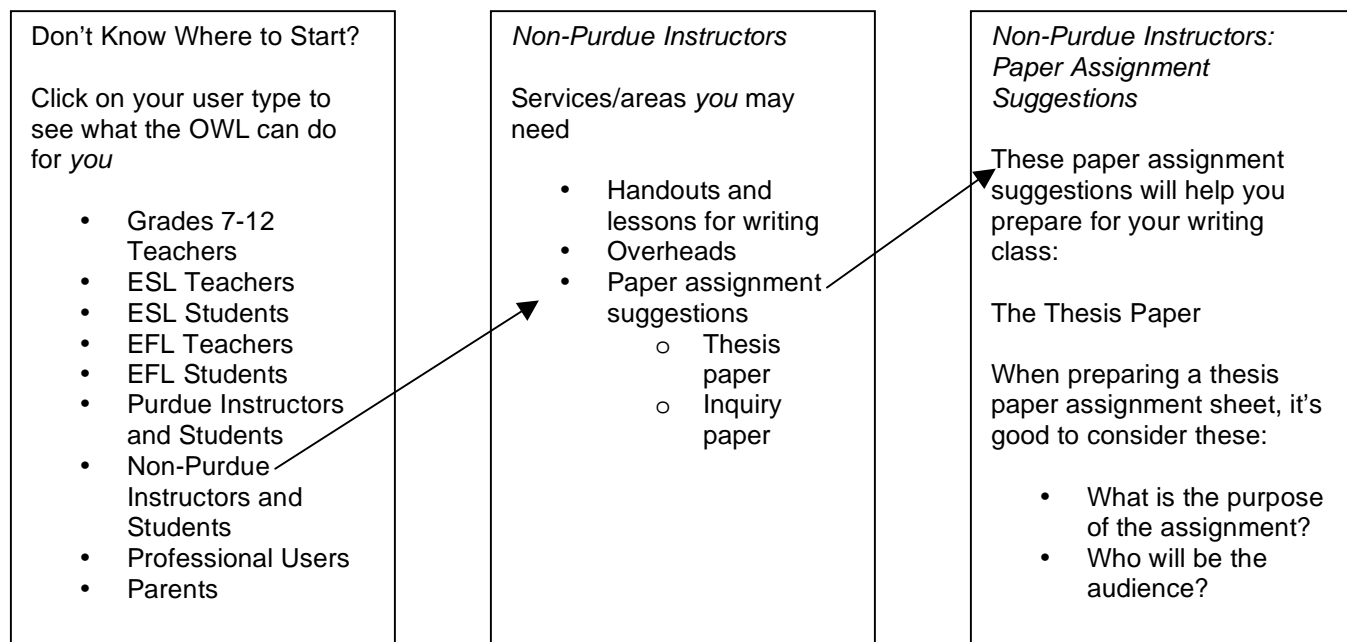 Don’t Know Where to Start?
Click on your user type to
see what the OWL can do
for you
• Grades 7-12
Teachers
• ESL Teachers
• ESL Students
• EFL Teachers
• EFL Students
• Purdue Instructors
and Students
• Non-Purdue
Instructors and
Students
• Professional Users
• Parents
Non-Purdue Instructors
Services/areas you may
need
• Handouts and
lessons for writing
• Overheads
• Paper assignment
suggestions
o Thesis
paper
o Inquiry
paper
Non-Purdue Instructors:
Paper Assignment
Suggestions
These paper assignment
suggestions will help you
prepare for your writing
class:
The Thesis Paper
When preparing a thesis
paper assignment sheet, it’s
good to consider these:
• What is the purpose
of the assignment?
• Who will be the
audience?